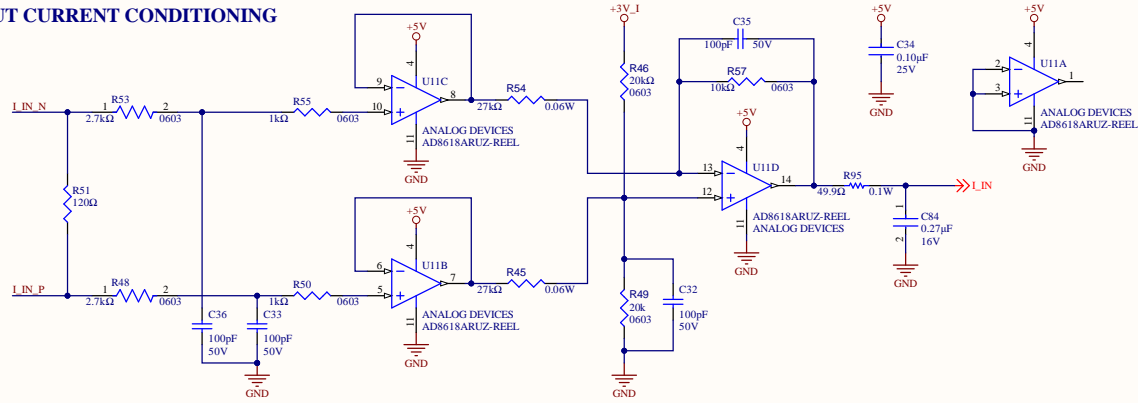 UT CURRENT CONDITIONING
+5V
4
9
U11C
8
10
11
ANALOG DEVICES
AD8618ARUZ-REEL
GND
I_IN_N
1
R53
2
2.7kΩ
0603
R55
1kΩ
0603
R54
27kΩ
0.06W
R51
120Ω
+5V
4
6
U11B
7
5
11
ANALOG DEVICES
AD8618ARUZ-REEL
GND
I_IN_P
1
R48
2
2.7kΩ
0603
R50
1kΩ
0603
R45
27kΩ
0.06W
C36
100pF
50V
C33
100pF
50V
GND
+3V_I
R46
20kΩ
0603
R49
20k
0603
C32
100pF
50V
GND
C35
100pF
50V
R57
10kΩ
0603
+5V
4
13
U11D
14
12
11
AD8618ARUZ-REEL
ANALOG DEVICES
GND
R95
49.9Ω
0.1W
I_IN
1
C84
0.27µF
16V
2
GND
+5V
C34
0.10µF
25V
GND
+5V
4
2
U11A
1
3
11
ANALOG DEVICES
AD8618ARUZ-REEL
GND